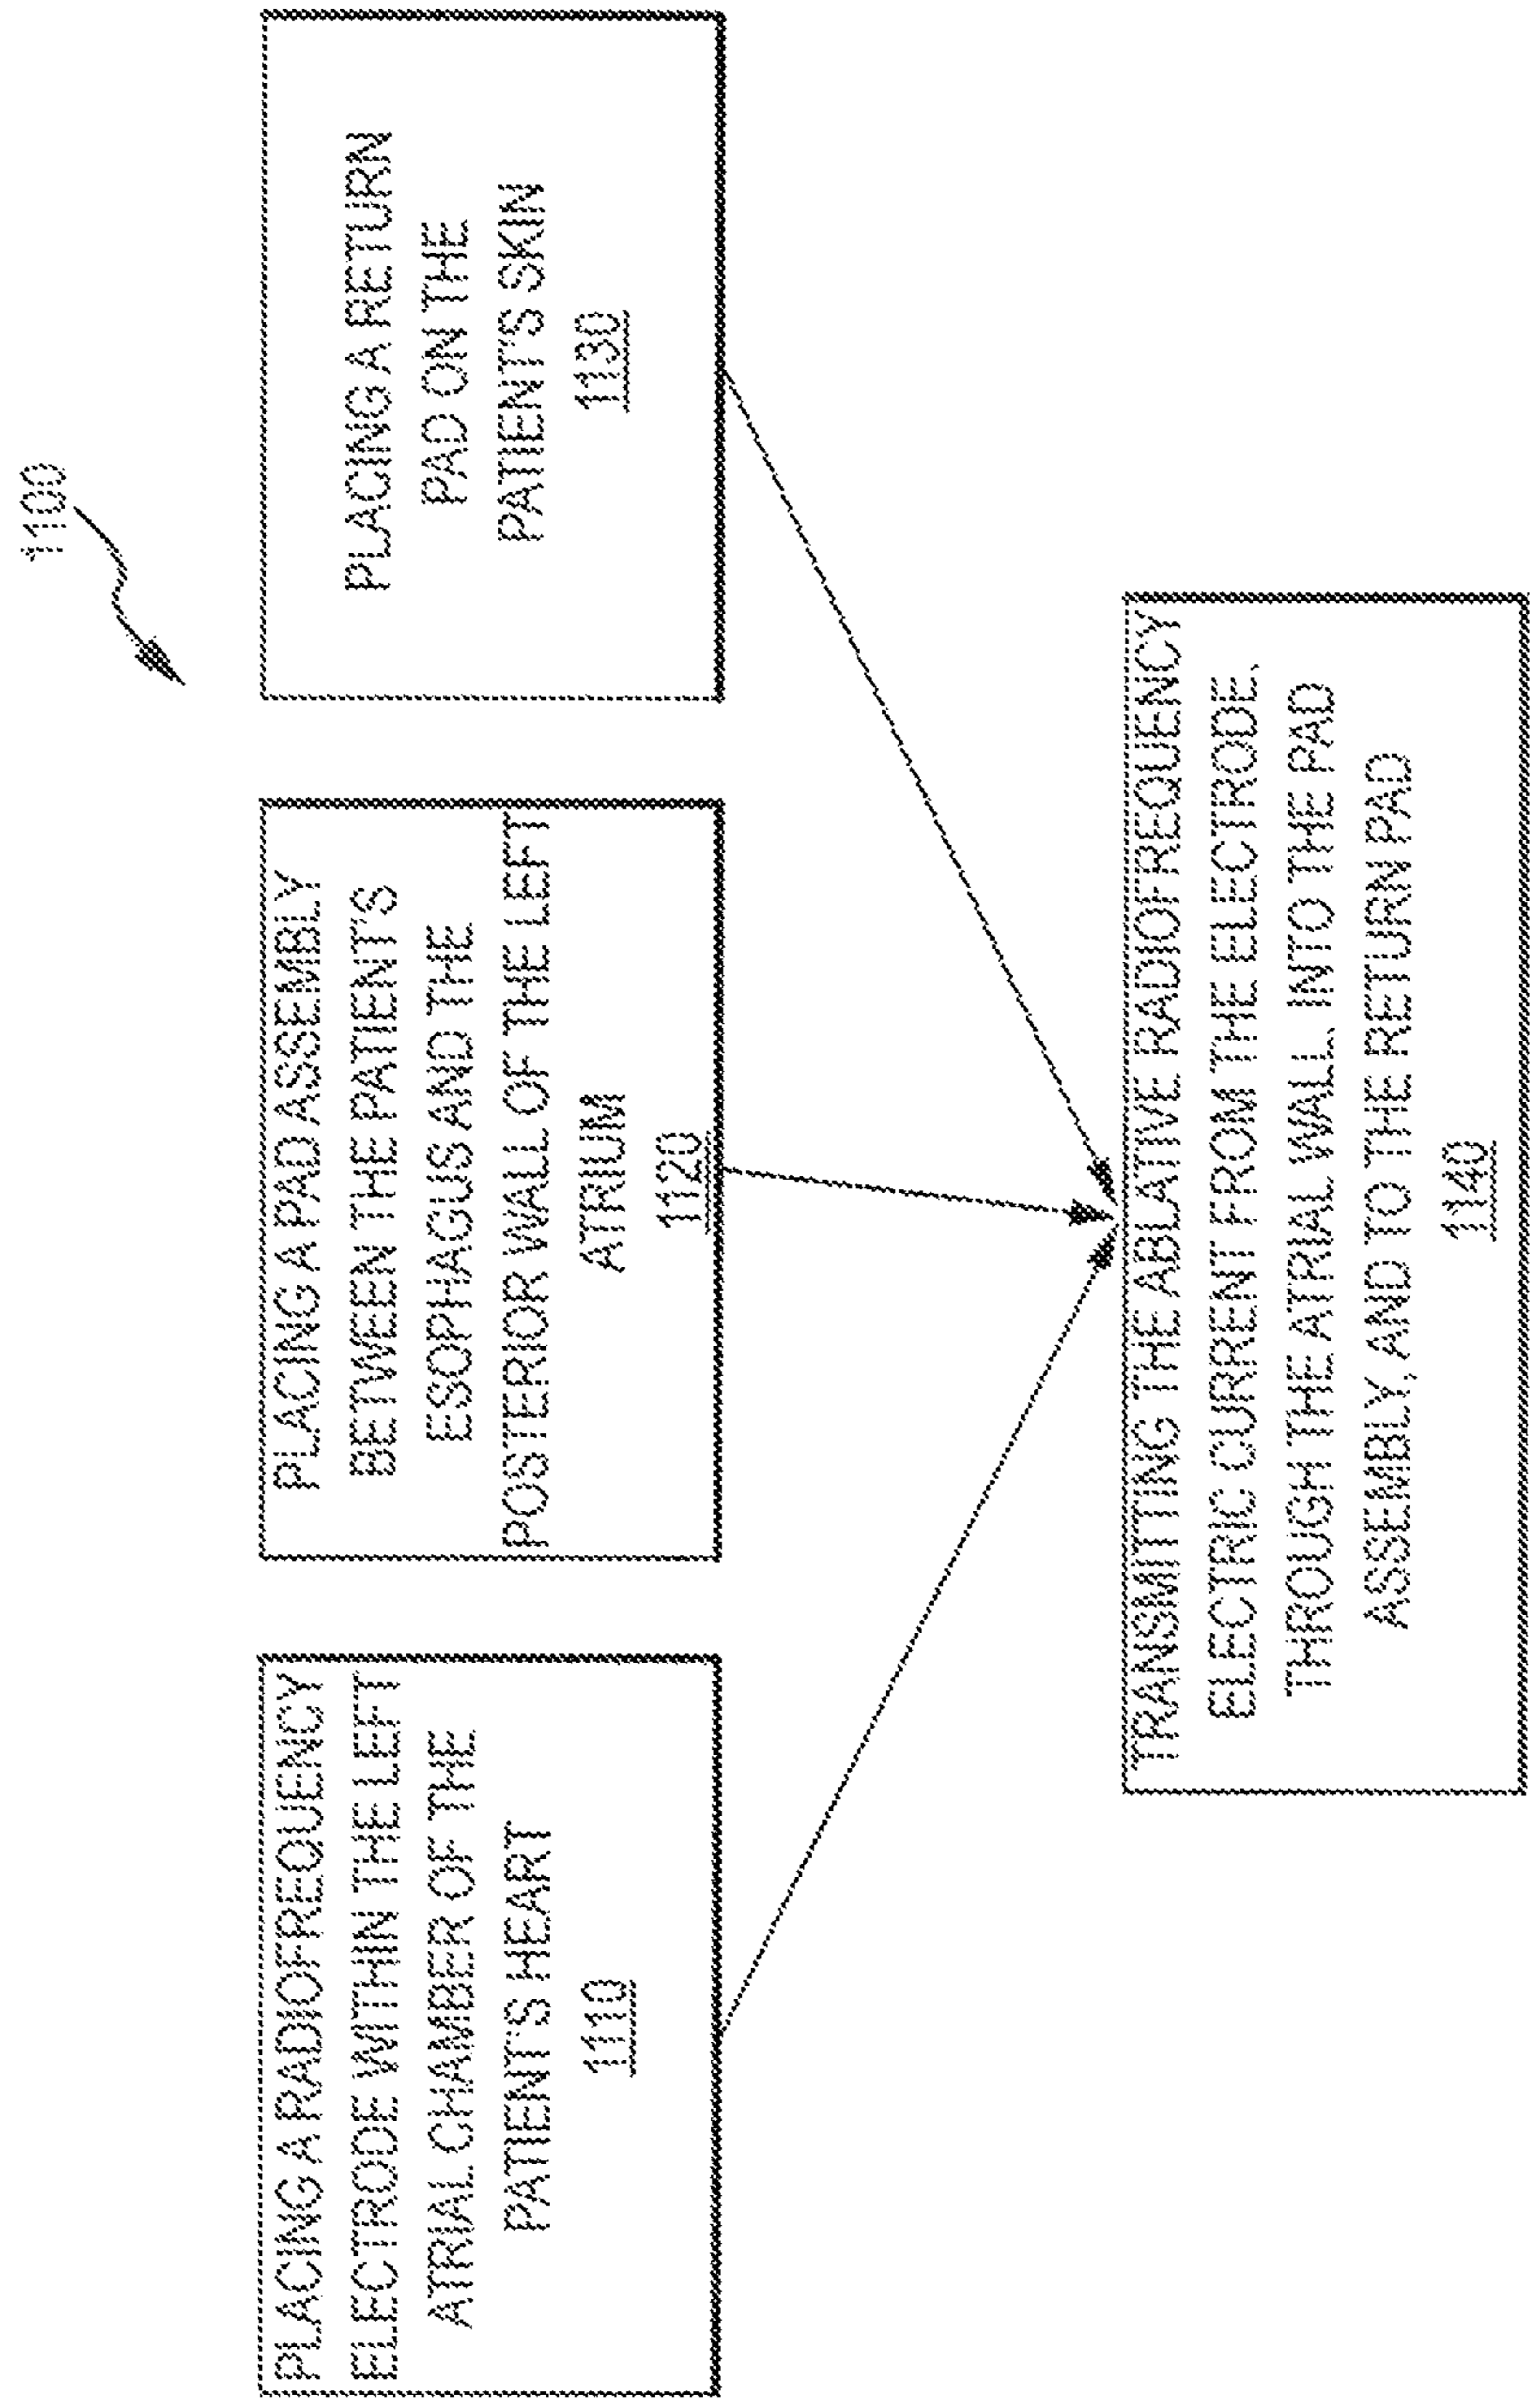 1100
PLACING A RADIOFREQUENCY
ELECTRODE WITHIN THE LEFT
ATRIAL CHAMBER OF THE
PATIENT'S HEART
1110
PLACING A PAD ASSEMBLY
BETWEEN THE PATIENT'S
ESOPHAGUS AND THE
POSTERIOR WALL OF THE LEFT
ATRIUM
1120
PLACING A RETURN
PAD ON THE
PATIENT'S SKIN
1130
TRANSMITTING THE ABLATIVE RADIOFREQUENCY
ELECTRIC CURRENT FROM THE ELECTRODE,
THROUGH THE ATRIAL WALL, INTO THE PAD
ASSEMBLY, AND TO THE RETURN PAD
1140